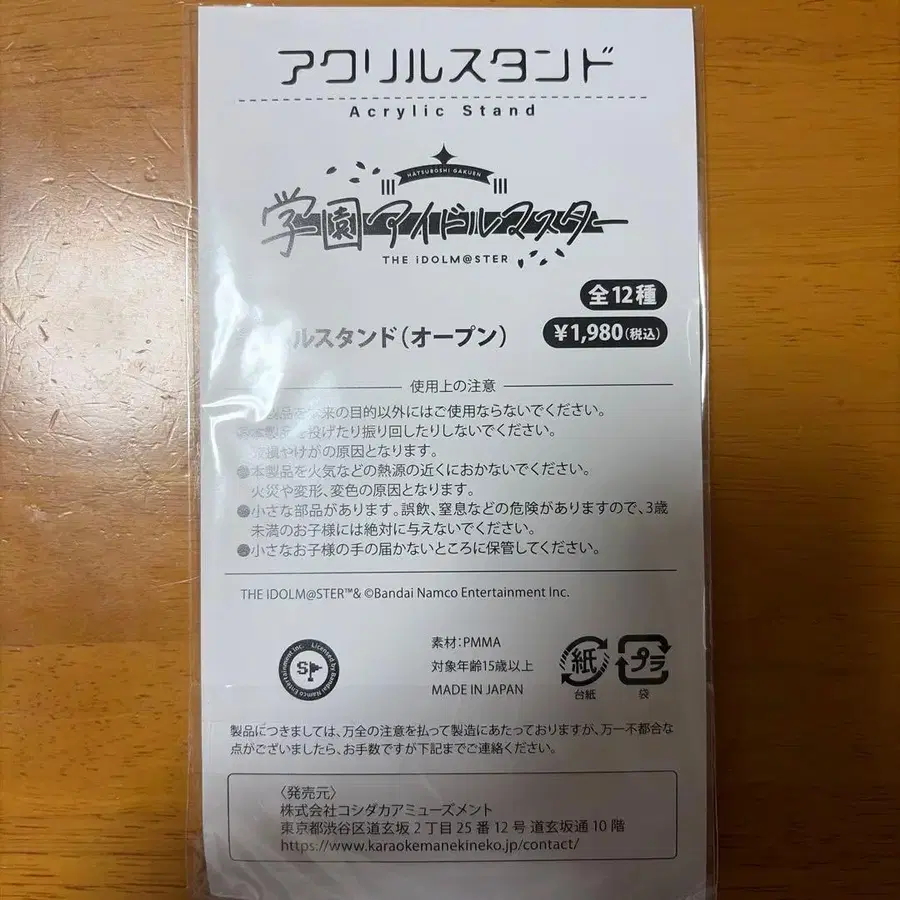 アクリルスタンド
Acrylic Stand
HATSUBOSHI GAKUEN
学園アイドルマスター
THE iDOLM@STER
全12種
ルスタンド(オープン)
¥1,980(税込)
使用上の注意
製品を本来の目的以外にはご使用ならないでください。
●本製品を投げたり振り回したりしないでください。
破損やけがの原因となります。
●本製品を火気などの熱源の近くにおかないでください。
火災や変形、変色の原因となります。
●小さな部品があります。誤飲、窒息などの危険がありますので、3歳
未満のお子様には絶対に与えないでください。
●小さなお子様の手の届かないところに保管してください。
THE IDOLM@STER™& ©Bandai Namco Entertainment Inc.
Licensed by Bandai Namco Entertainment Inc.
SP
素材:PMMA
対象年齢15歳以上
MADE IN JAPAN
紙
台紙
プラ
袋
製品につきましては、万全の注意を払って製造にあたっておりますが、万一不都合な
点がございましたら、お手数ですが下記までご連絡ください。
〈発売元〉
株式会社コシダカアミューズメント
東京都渋谷区道玄坂2丁目25番12号 道玄坂通10階
https://www.karaokemanekineko.jp/contact/